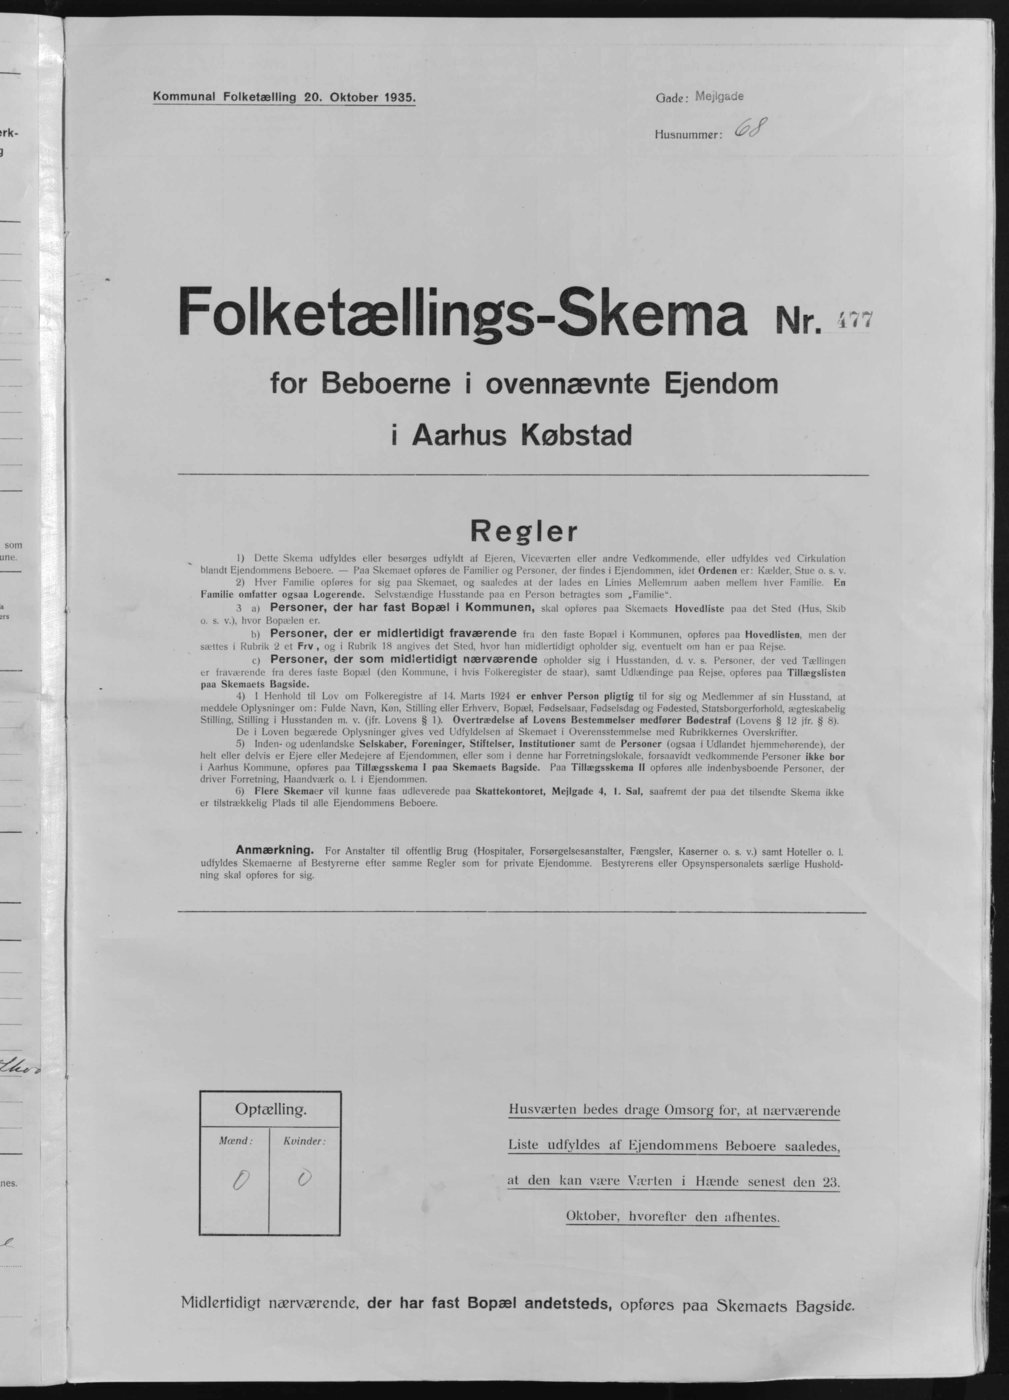 Kommunal Folketælling 20. Oktober 1935.
Gade: Mejlgade
Husnummer: 68
Folketællings-Skema Nr. 477
for Beboerne i ovennævnte Ejendom
i Aarhus Købstad
Regler
1) Dette Skema udfyldes eller besørges udfyldt af Ejeren, Viceværten eller andre Vedkommende, eller udfyldes ved Cirkulation
blandt Ejendommens Beboere. — Paa Skemaet opføres de Familier og Personer, der findes i Ejendommen, idet Ordenen er: Kælder, Stue o. s. v.
2) Hver Familie opføres for sig paa Skemaet, og saaledes at der lades en Linies Mellemrum aaben mellem hver Familie. En
Familie omfatter ogsaa Logerende. Selvstændige Husstande paa en Person betragtes som „Familie".
3 a) Personer, der har fast Bopæl i Kommunen, skal opføres paa Skemaets Hovedliste paa det Sted (Hus, Skib
o. s. v.), hvor Bopælen er.
b) Personer, der er midlertidigt fraværende fra den faste Bopæl i Kommunen, opføres paa Hovedlisten, men der
sættes i Rubrik 2 et Frv., og i Rubrik 18 angives det Sted, hvor han midlertidigt opholder sig, eventuelt om han er paa Rejse.
c) Personer, der som midlertidigt nærværende opholder sig i Husstanden, d. v. s. Personer, der ved Tællingen
er fraværende fra deres faste Bopæl (den Kommune, i hvis Folkeregister de staar), samt Udlændinge paa Rejse, opføres paa Tillægslisten
paa Skemaets Bagside.
4) I Henhold til Lov om Folkeregistre af 14. Marts 1924 er enhver Person pligtig til for sig og Medlemmer af sin Husstand, at
meddele Oplysninger om: Fulde Navn, Køn, Stilling eller Erhverv, Bopæl, Fødselsaar, Fødselsdag og Fødested, Statsborgerforhold, ægteskabelig
Stilling, Stilling i Husstanden m. v. (jfr. Lovens § 1). Overtrædelse af Lovens Bestemmelser medfører Bødestraf (Lovens § 12 jfr. § 8).
De i Loven begærede Oplysninger gives ved Udfyldelsen af Skemaet i Overensstemmelse med Rubrikkernes Overskrifter.
5) Inden- og udenlandske Selskaber, Foreninger, Stiftelser, Institutioner samt de Personer (ogsaa i Udlandet hjemmehørende), der
helt eller delvis er Ejere eller Medejere af Ejendommen, eller som i denne har Forretningslokale, forsaavidt vedkommende Personer ikke bor
i Aarhus Kommune, opføres paa Tillægsskema I paa Skemaets Bagside. Paa Tillægsskema II opføres alle indenbysboende Personer, der
driver Forretning, Haandværk o. l. i Ejendommen.
6) Flere Skemaer vil kunne faas udleverede paa Skattekontoret, Mejlgade 4, 1. Sal, saafremt der paa det tilsendte Skema ikke
er tilstrækkelig Plads til alle Ejendommens Beboere.
Anmærkning. For Anstalter til offentlig Brug (Hospitaler, Forsørgelsesanstalter, Fængsler, Kaserner o. s. v.) samt Hoteller o. l.
udfyldes Skemaerne af Bestyrerne efter samme Regler som for private Ejendomme. Bestyrerens eller Opsynspersonalets særlige Hushold-
ning skal opføres for sig.
Optælling.
Mænd: Kvinder:
0 0
Husværten bedes drage Omsorg for, at nærværende
Liste udfyldes af Ejendommens Beboere saaledes,
at den kan være Værten i Hænde senest den 23.
Oktober, hvorefter den afhentes.
Midlertidigt nærværende, der har fast Bopæl andetsteds, opføres paa Skemaets Bagside.